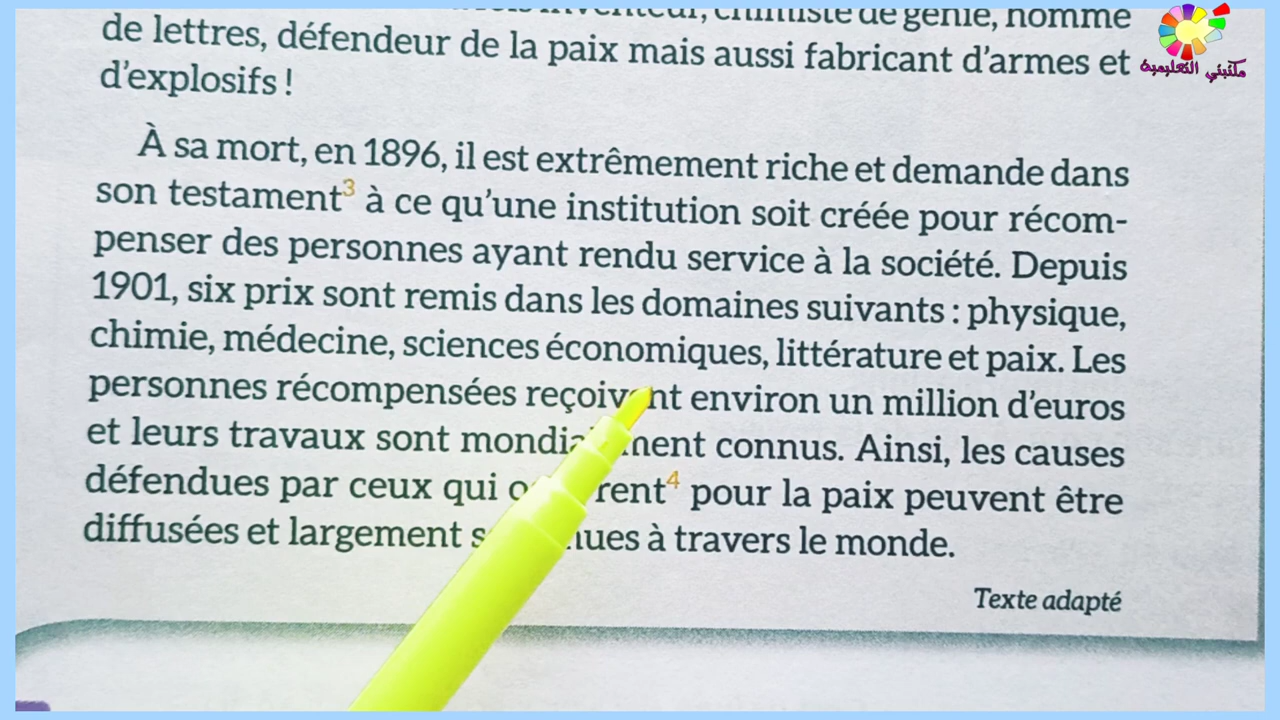 chimiste de génie, homme
de lettres, défendeur de la paix mais aussi fabricant d'armes et
d'explosifs !
مكتبتي التعليمية
À sa mort, en 1896, il est extrêmement riche et demande dans
son testament³ à ce qu'une institution soit créée pour récom-
penser des personnes ayant rendu service à la société. Depuis
1901, six prix sont remis dans les domaines suivants : physique,
chimie, médecine, sciences économiques, littérature et paix. Les
personnes récompensées reçoivent environ un million d'euros
et leurs travaux sont connus. Ainsi, les causes
défendues par ceux qui pour la paix peuvent être
diffusées et largement à travers le monde.
Texte adapté